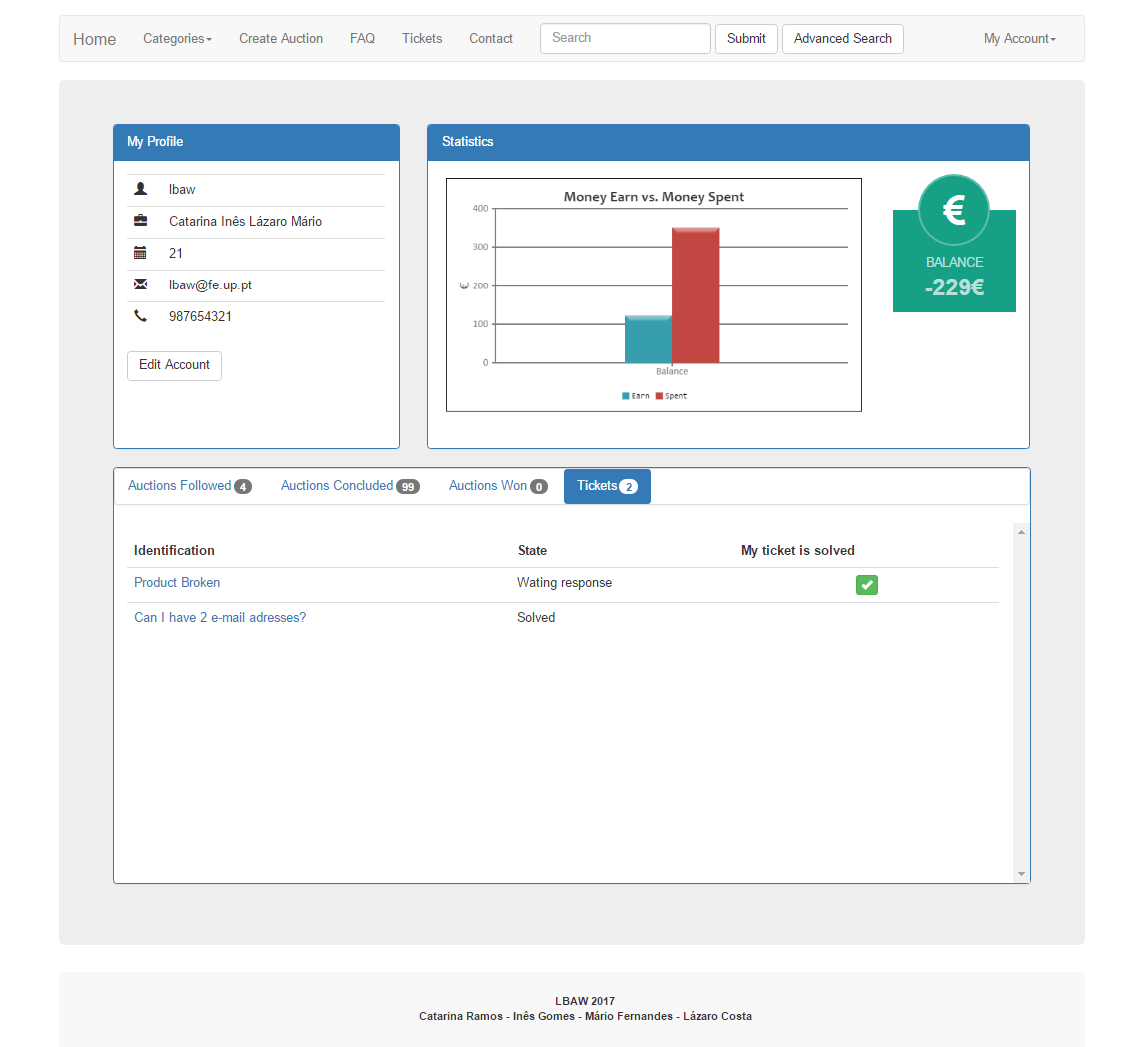 Home Categories Create Auction FAQ Tickets Contact Search Submit Advanced Search My Account
My Profile
lbaw
Catarina Inês Lázaro Mário
21
lbaw@fe.up.pt
987654321
Edit Account
Statistics
Money Earn vs. Money Spent
400
300
€ 200
100
0
Balance
Earn Spent
€
BALANCE
-229€
Auctions Followed 4 Auctions Concluded 99 Auctions Won 0 Tickets 2
Identification State My ticket is solved
Product Broken Wating response
Can I have 2 e-mail adresses? Solved
LBAW 2017
Catarina Ramos - Inês Gomes - Mário Fernandes - Lázaro Costa